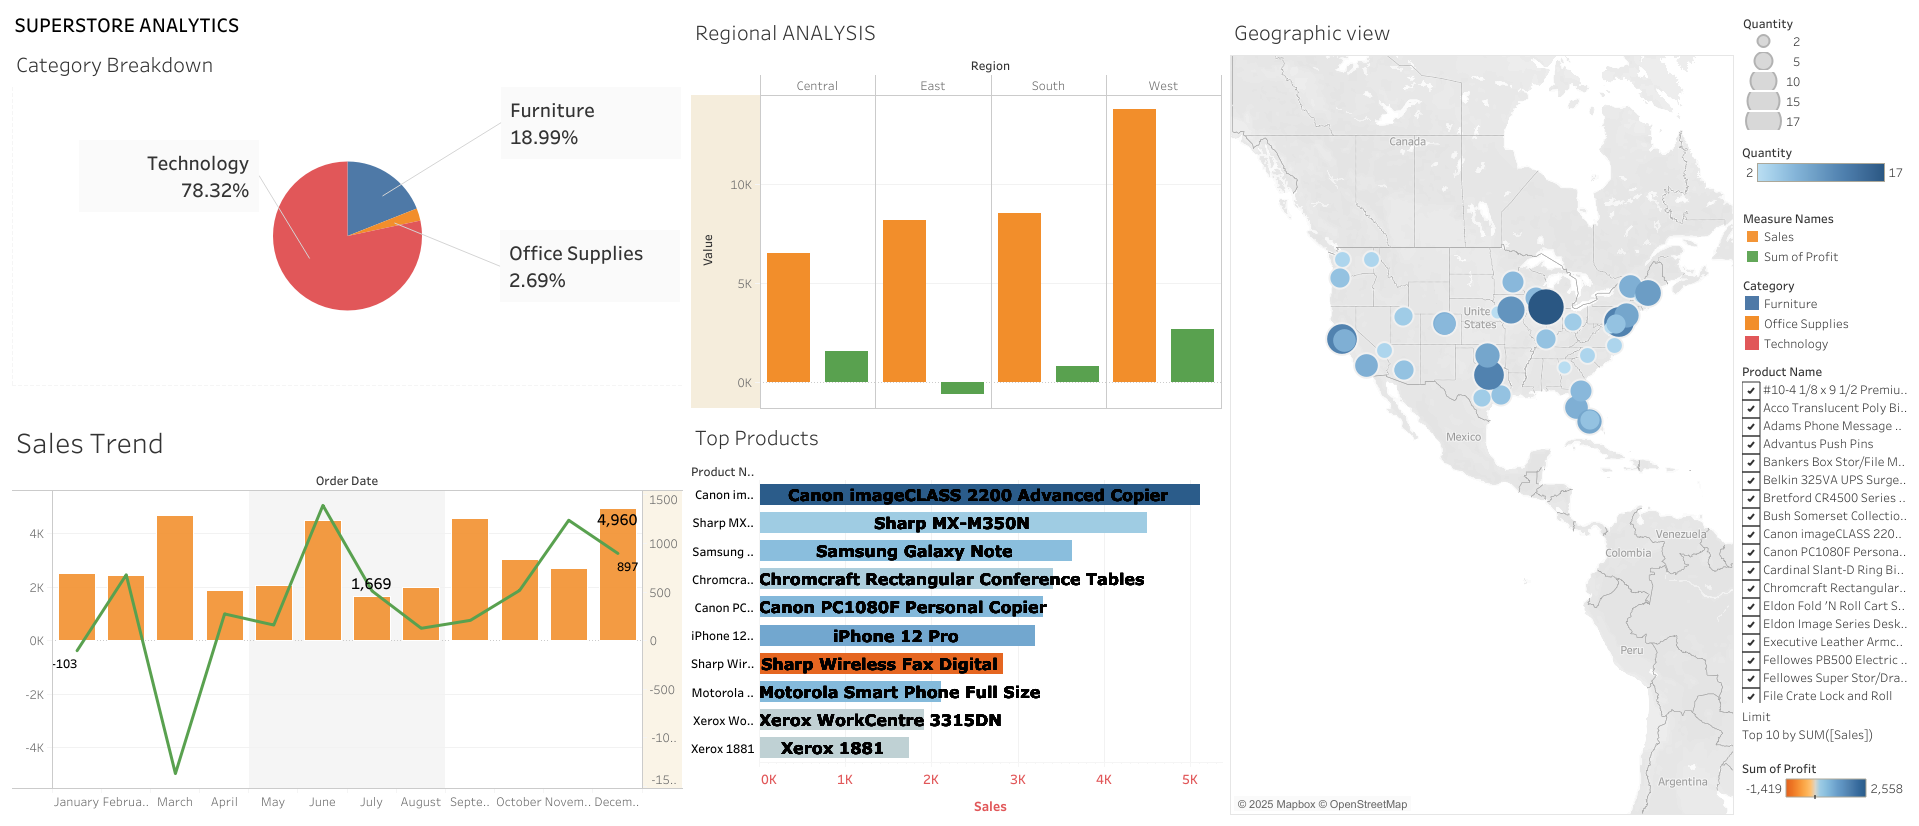 SUPERSTORE ANALYTICS
Category Breakdown
Furniture
18.99%
Technology
78.32%
Office Supplies
2.69%
Regional ANALYSIS
Region
Central East South West
10K
5K
0K
Value
Sales Trend
Order Date
4K
2K
0K
-2K
-4K
1500
1000
500
0
-500
-10..
-15..
-103
1,669
4,960
897
January Februa.. March April May June July August Septe.. October Novem.. Decem..
Top Products
Product N..
Canon im.. Canon imageCLASS 2200 Advanced Copier
Sharp MX.. Sharp MX-M350N
Samsung .. Samsung Galaxy Note
Chromcra.. Chromcraft Rectangular Conference Tables
Canon PC.. Canon PC1080F Personal Copier
iPhone 12.. iPhone 12 Pro
Sharp Wir.. Sharp Wireless Fax Digital
Motorola .. Motorola Smart Phone Full Size
Xerox Wo.. Xerox WorkCentre 3315DN
Xerox 1881 Xerox 1881
0K 1K 2K 3K 4K 5K
Sales
Geographic view
Canada
United
States
Mexico
Venezuela
Colombia
Peru
Argentina
© 2025 Mapbox © OpenStreetMap
Quantity
2
5
10
15
17
Quantity
2 17
Measure Names
Sales
Sum of Profit
Category
Furniture
Office Supplies
Technology
Product Name
#10-4 1/8 x 9 1/2 Premiu..
Acco Translucent Poly Bi..
Adams Phone Message ..
Advantus Push Pins
Bankers Box Stor/File M..
Belkin 325VA UPS Surge..
Bretford CR4500 Series ..
Bush Somerset Collectio..
Canon imageCLASS 220..
Canon PC1080F Persona..
Cardinal Slant-D Ring Bi..
Chromcraft Rectangular..
Eldon Fold 'N Roll Cart S..
Eldon Image Series Desk..
Executive Leather Armc..
Fellowes PB500 Electric ..
Fellowes Super Stor/Dra..
File Crate Lock and Roll
Limit
Top 10 by SUM([Sales])
Sum of Profit
-1,419 2,558